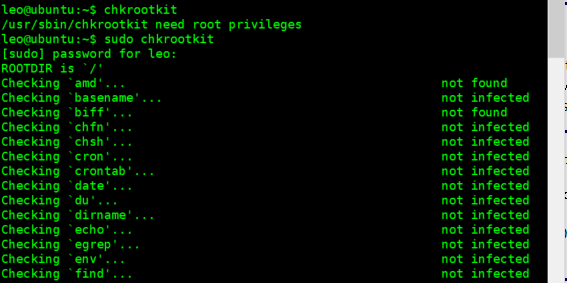 leo@ubuntu:~$ chkrootkit
/usr/sbin/chkrootkit need root privileges
leo@ubuntu:~$ sudo chkrootkit
[sudo] password for leo:
ROOTDIR is `/'
Checking `amd'... not found
Checking `basename'... not infected
Checking `biff'... not found
Checking `chfn'... not infected
Checking `chsh'... not infected
Checking `cron'... not infected
Checking `crontab'... not infected
Checking `date'... not infected
Checking `du'... not infected
Checking `dirname'... not infected
Checking `echo'... not infected
Checking `egrep'... not infected
Checking `env'... not infected
Checking `find'... not infected